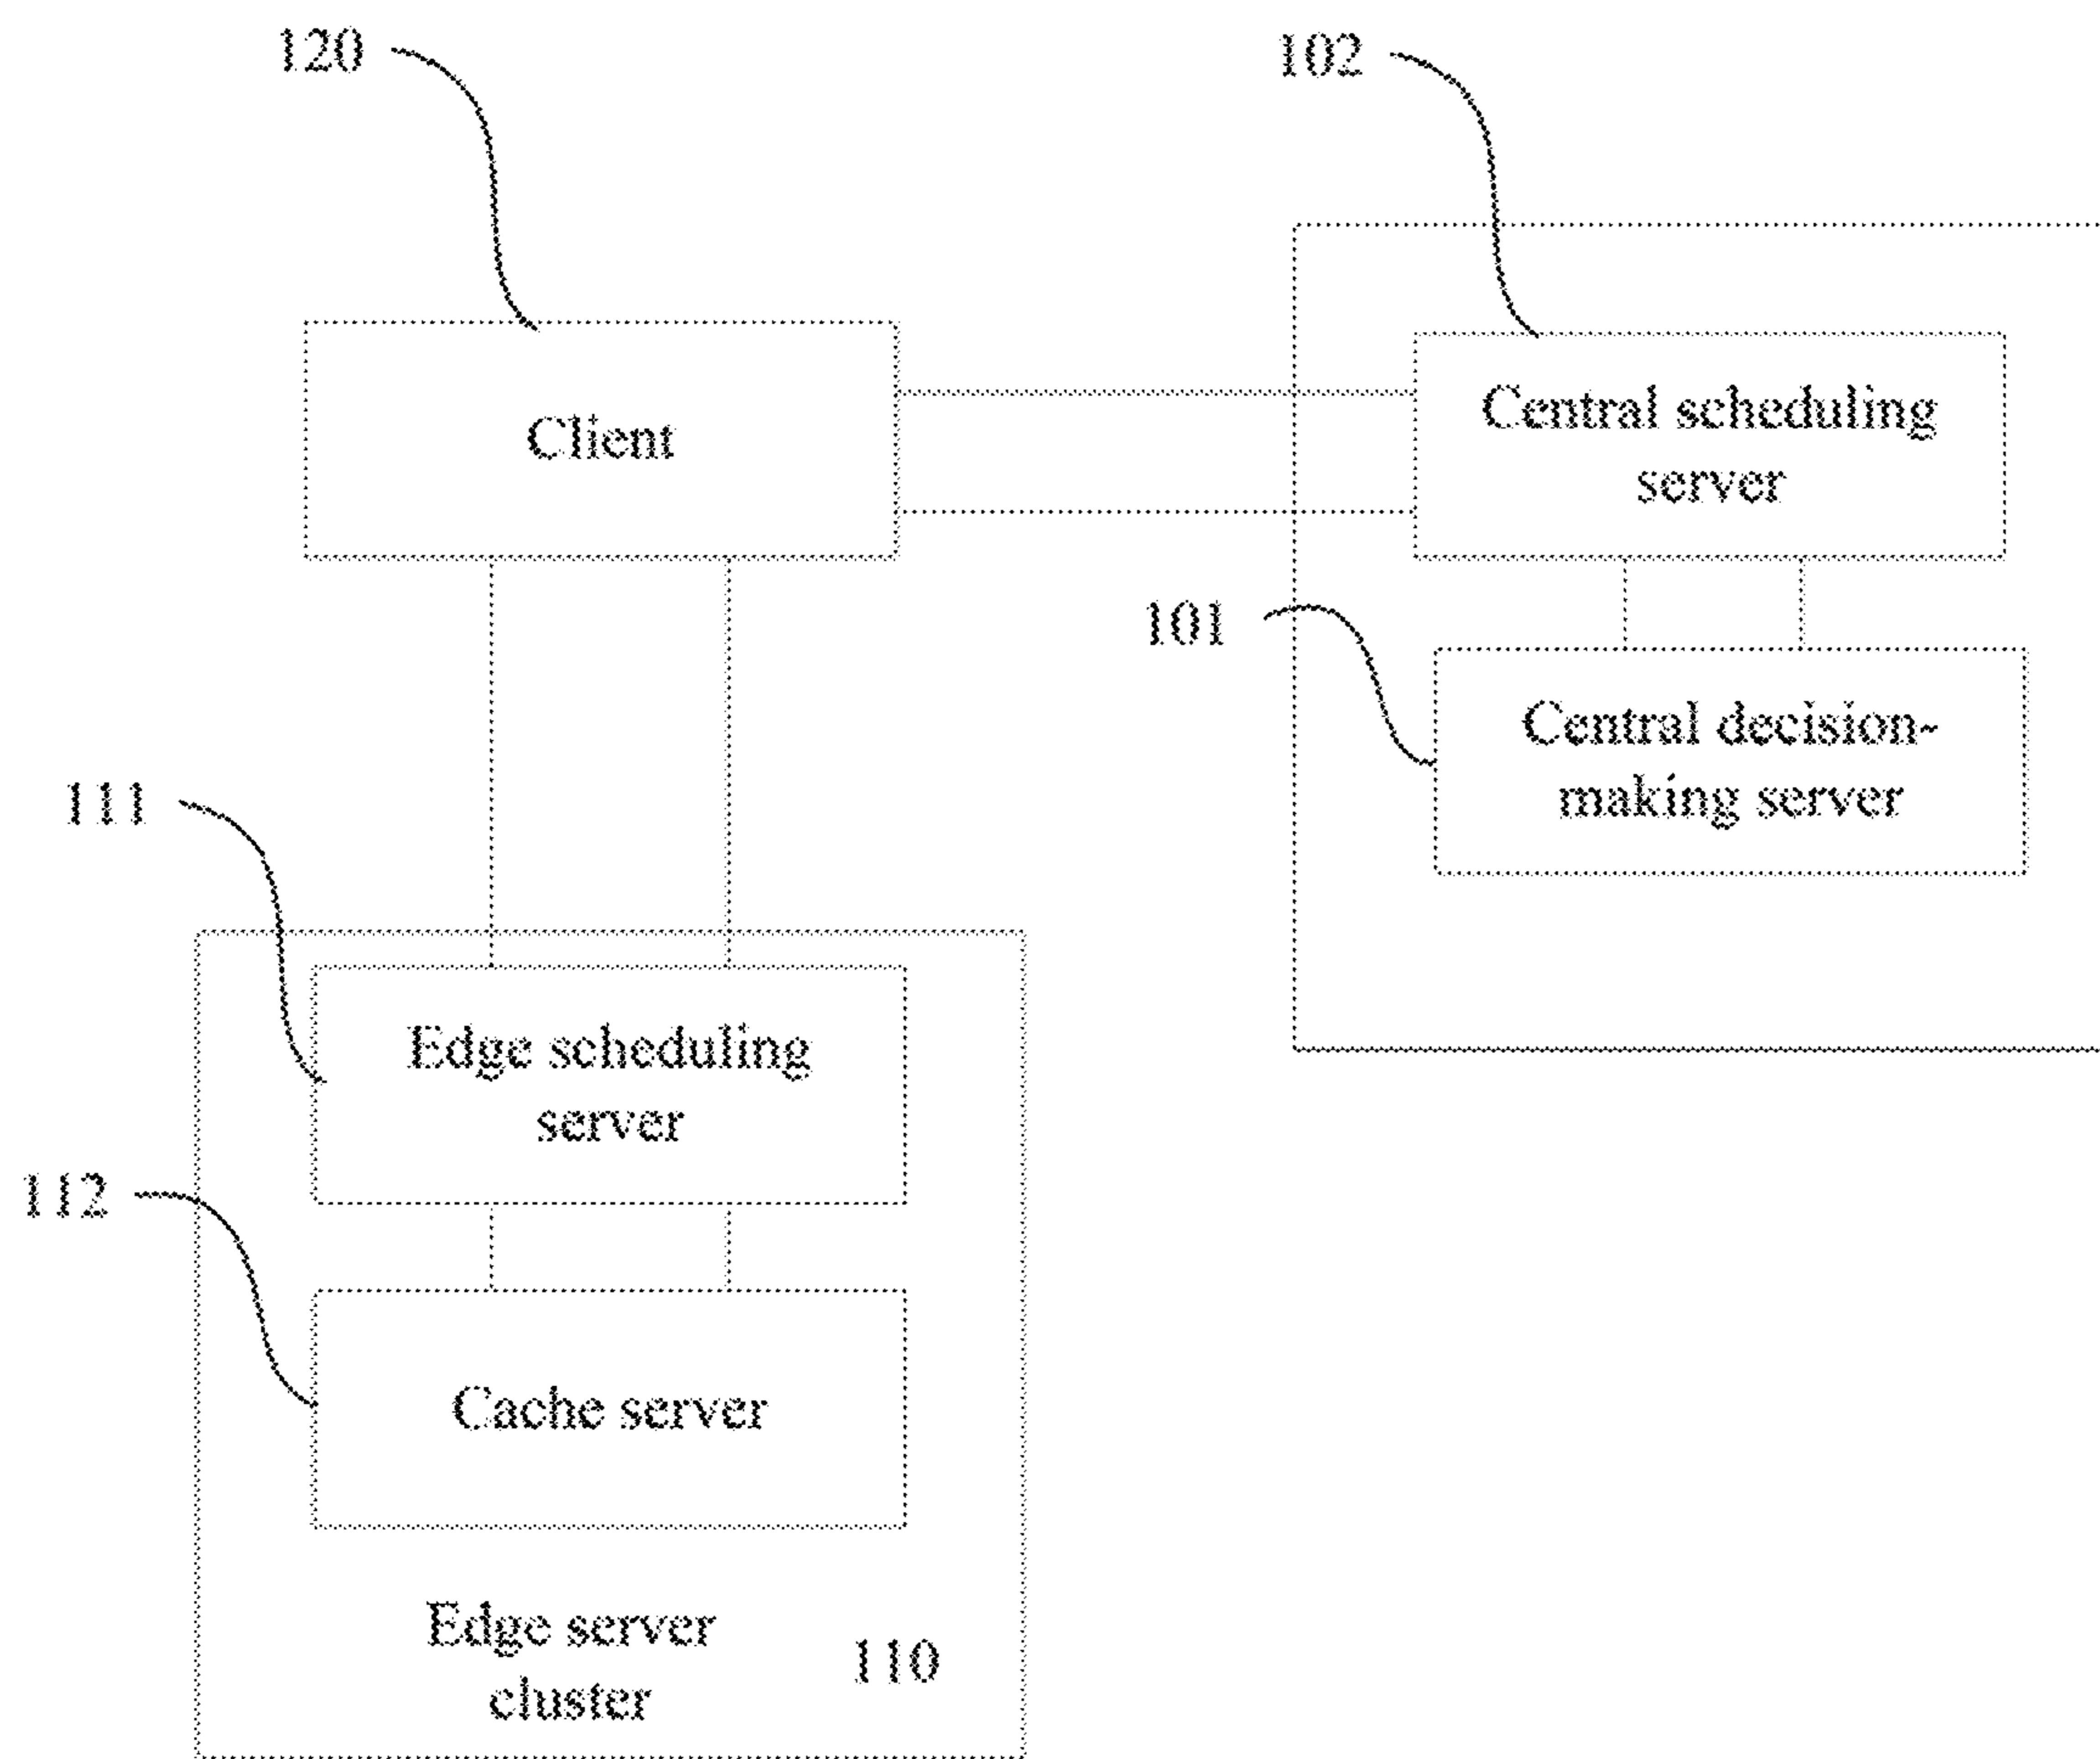 120
102
Client
Central scheduling
server
101
Central decision-
making server
111
Edge scheduling
server
112
Cache server
Edge server
cluster
110